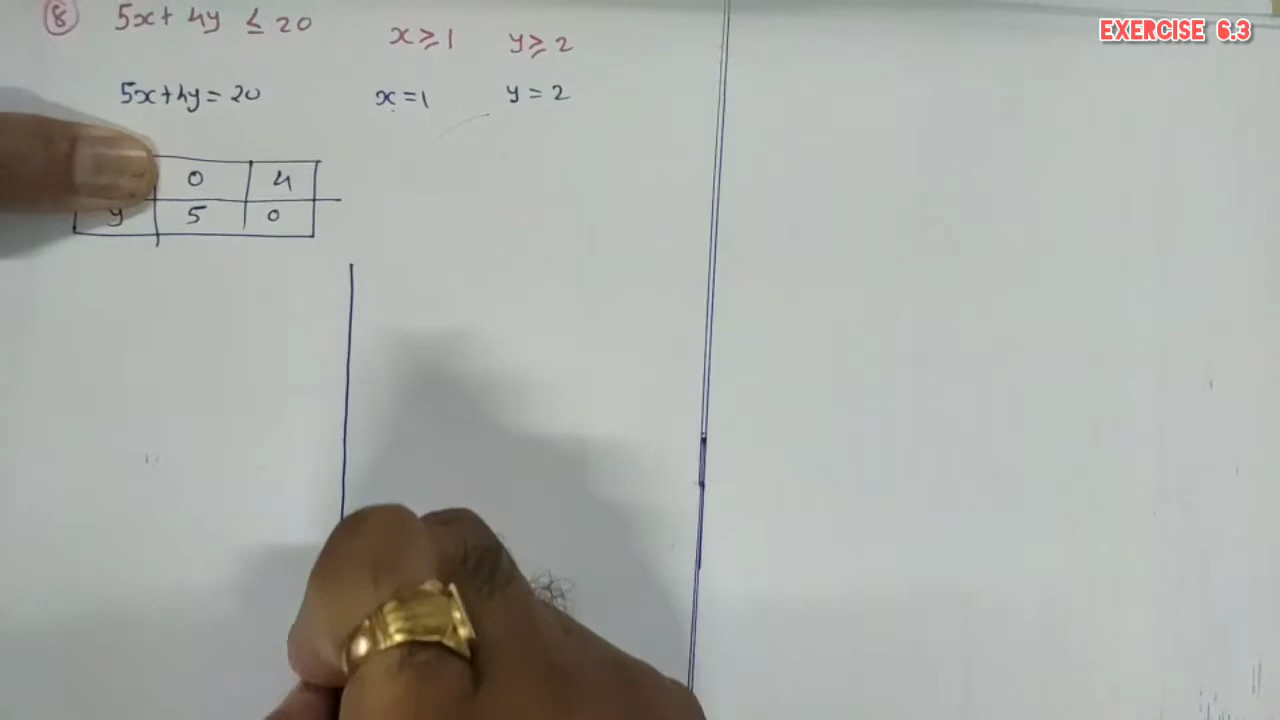 EXERCISE 6.3
8 5x + 4y ≤ 20 x ≥ 1 y ≥ 2
5x + 4y = 20 x = 1 y = 2
0 4
y 5 0